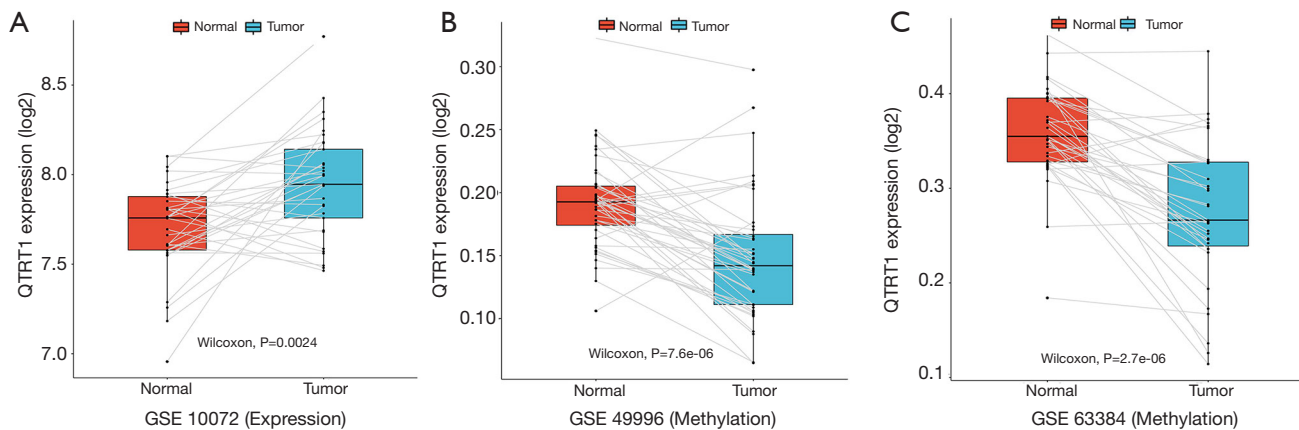 A
Normal Tumor
QTRT1 expression (log2)
8.5
8.0
7.5
7.0
Wilcoxon, P=0.0024
Normal Tumor
GSE 10072 (Expression)
B
Normal Tumor
QTRT1 expression (log2)
0.30
0.25
0.20
0.15
0.10
Wilcoxon, P=7.6e-06
Normal Tumor
GSE 49996 (Methylation)
C
Normal Tumor
QTRT1 expression (log2)
0.4
0.3
0.2
0.1
Wilcoxon, P=2.7e-06
Normal Tumor
GSE 63384 (Methylation)